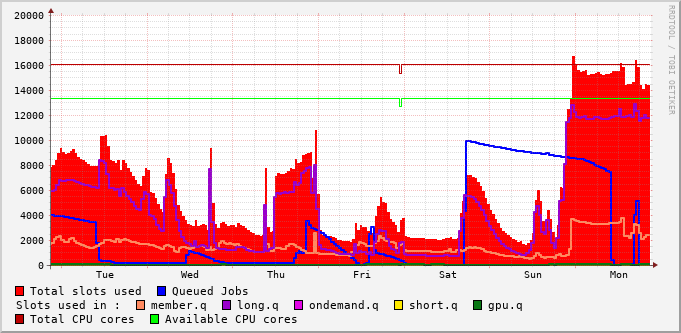 20000
18000
16000
14000
12000
10000
8000
6000
4000
2000
0
Tue Wed Thu Fri Sat Sun Mon
RRDTOOL / TOBI OETIKER
Total slots used Queued Jobs
Slots used in : member.q long.q ondemand.q short.q gpu.q
Total CPU cores Available CPU cores